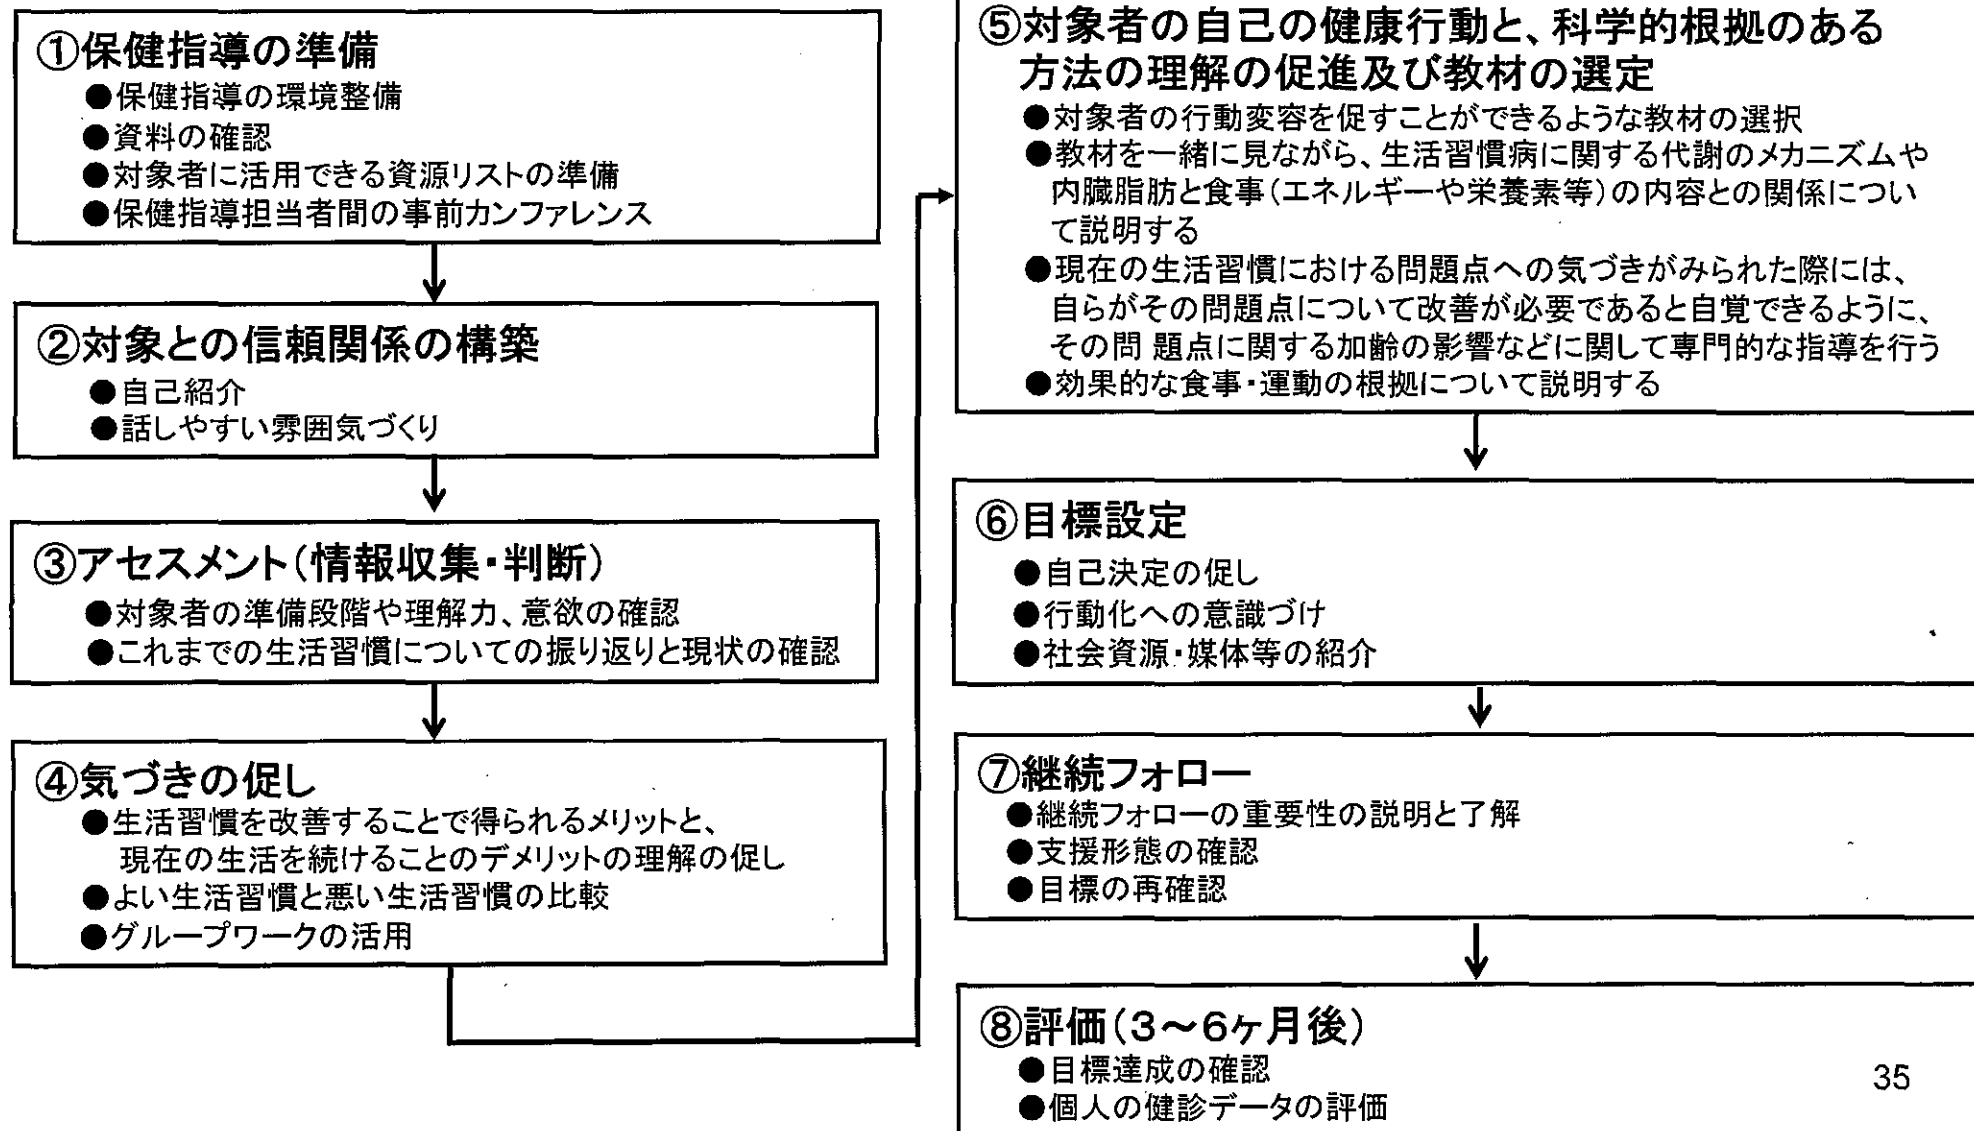 ①保健指導の準備
●保健指導の環境整備
●資料の確認
●対象者に活用できる資源リストの準備
●保健指導担当者間の事前カンファレンス
②対象との信頼関係の構築
●自己紹介
●話しやすい雰囲気づくり
③アセスメント(情報収集・判断)
●対象者の準備段階や理解力、意欲の確認
●これまでの生活習慣についての振り返りと現状の確認
④気づきの促し
●生活習慣を改善することで得られるメリットと、
現在の生活を続けることのデメリットの理解の促し
●よい生活習慣と悪い生活習慣の比較
●グループワークの活用
⑤対象者の自己の健康行動と、科学的根拠のある
方法の理解の促進及び教材の選定
●対象者の行動変容を促すことができるような教材の選択
●教材を一緒に見ながら、生活習慣病に関する代謝のメカニズムや
内臓脂肪と食事(エネルギーや栄養素等)の内容との関係につい
て説明する
●現在の生活習慣における問題点への気づきがみられた際には、
自らがその問題点について改善が必要であると自覚できるように、
その問 題点に関する加齢の影響などに関して専門的な指導を行う
●効果的な食事・運動の根拠について説明する
⑥目標設定
●自己決定の促し
●行動化への意識づけ
●社会資源・媒体等の紹介
⑦継続フォロー
●継続フォローの重要性の説明と了解
●支援形態の確認
●目標の再確認
⑧評価(3～6ヶ月後)
●目標達成の確認
●個人の健診データの評価
35